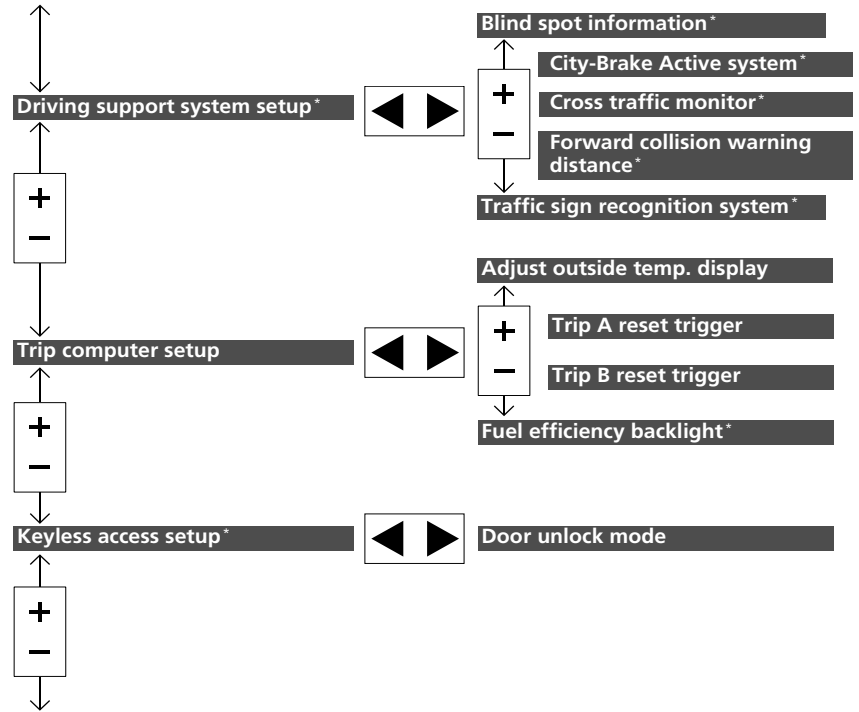 Blind spot information*
City-Brake Active system*
Driving support system setup*
Cross traffic monitor*
Forward collision warning
distance*
Traffic sign recognition system*
Adjust outside temp. display
Trip A reset trigger
Trip computer setup
Trip B reset trigger
Fuel efficiency backlight*
Keyless access setup*
Door unlock mode